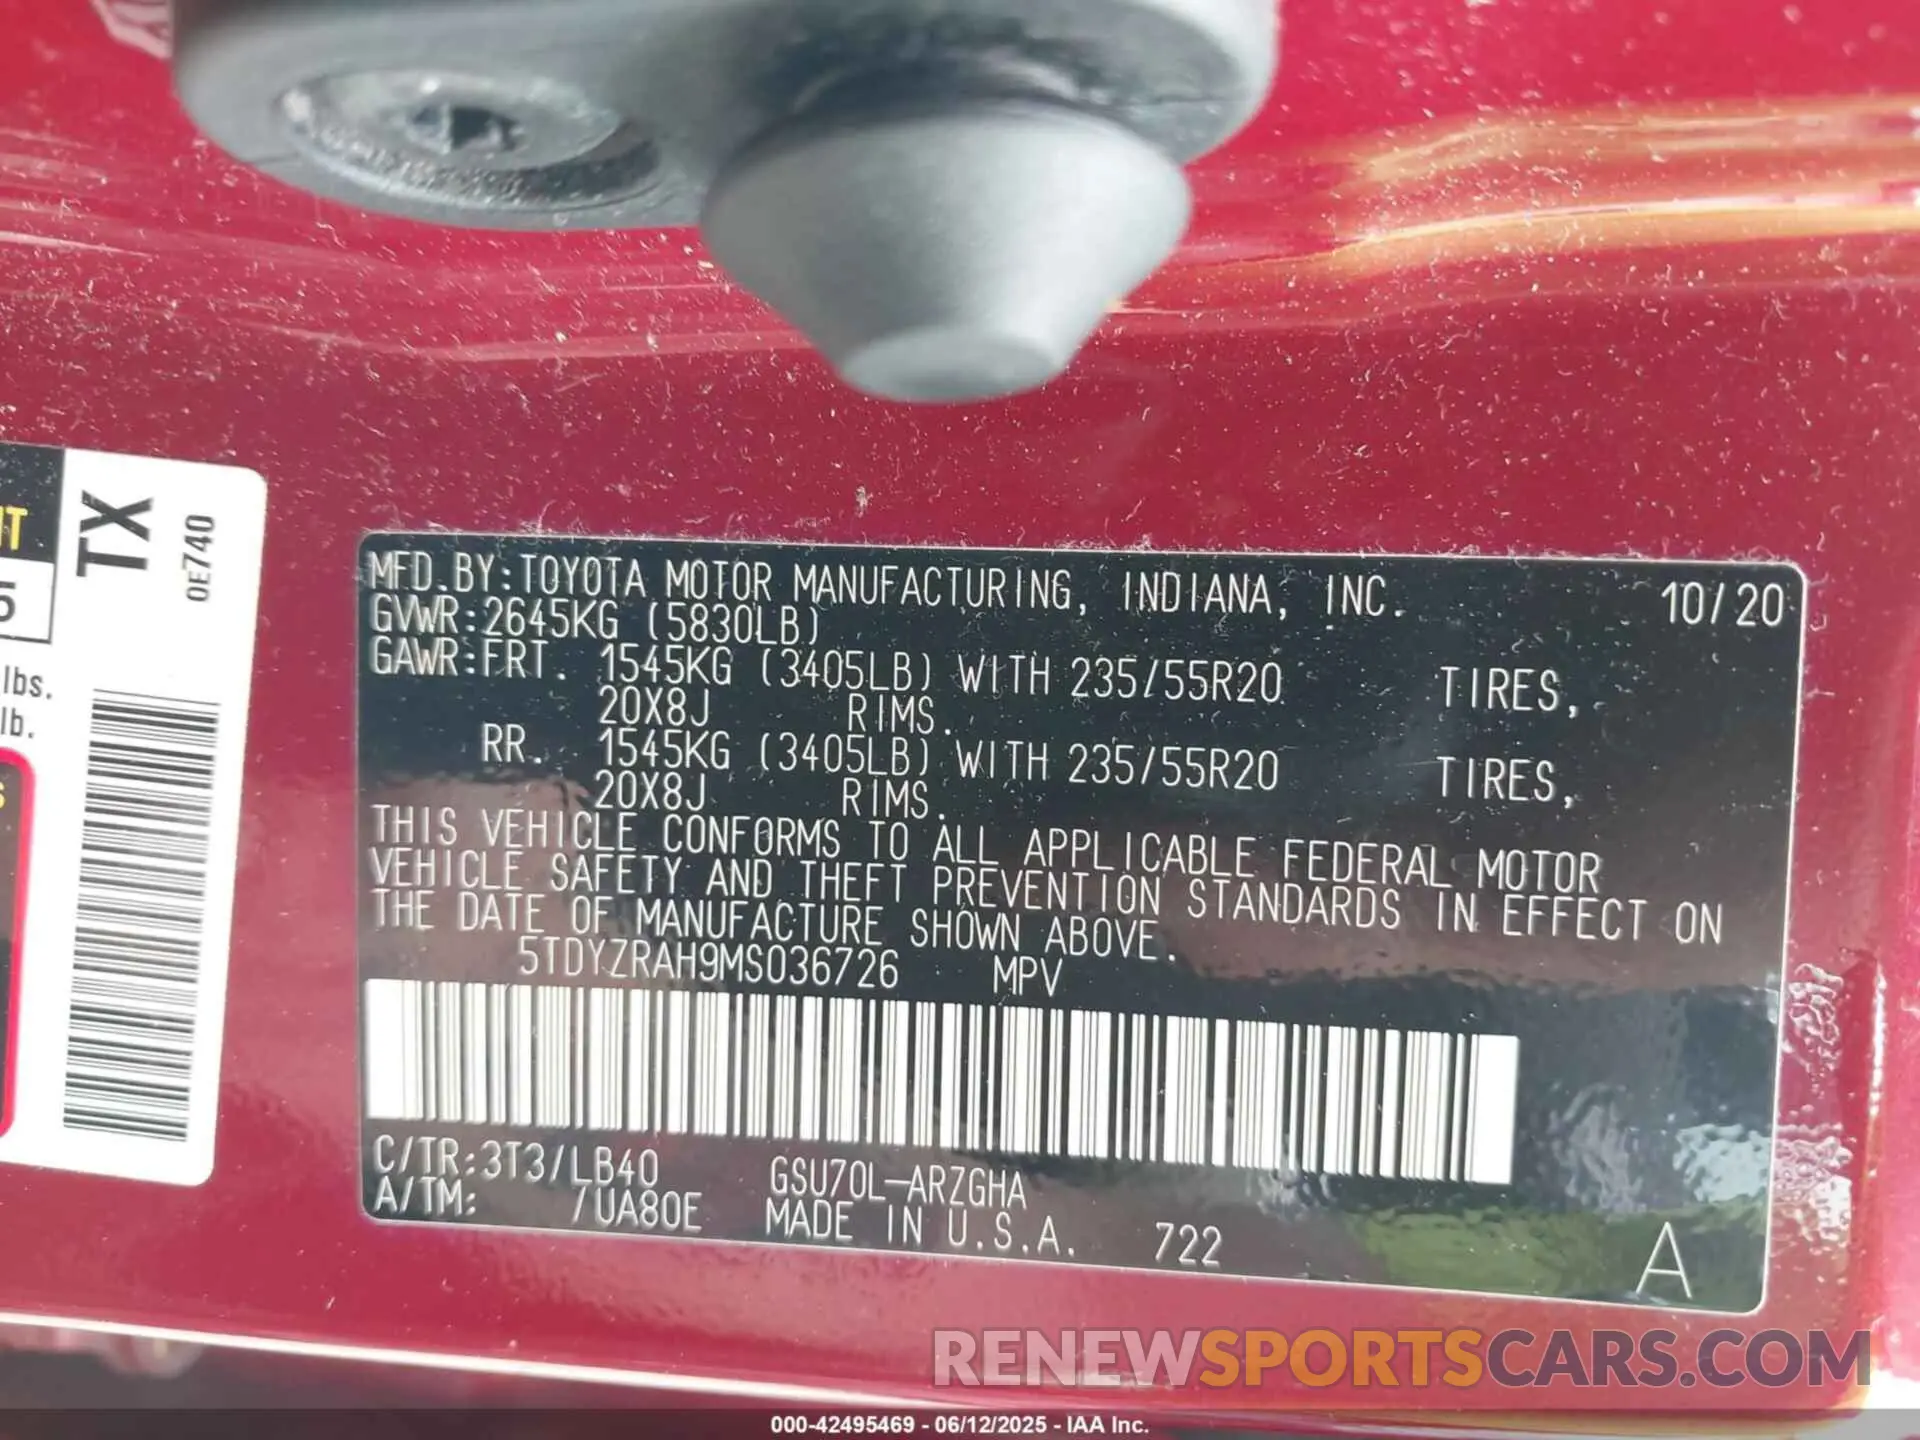 IT
5
lbs.
lb.
S
TX
0E740
MFD.BY:TOYOTA MOTOR MANUFACTURING, INDIANA, INC. 10/20
GVWR:2645KG (5830LB)
GAWR:FRT. 1545KG (3405LB) WITH 235/55R20 TIRES,
20X8J RIMS.
RR. 1545KG (3405LB) WITH 235/55R20 TIRES,
20X8J RIMS.
THIS VEHICLE CONFORMS TO ALL APPLICABLE FEDERAL MOTOR
VEHICLE SAFETY AND THEFT PREVENTION STANDARDS IN EFFECT ON
THE DATE OF MANUFACTURE SHOWN ABOVE.
5TDYZRAH9MS036726 MPV
C/TR:3T3/LB40 GSU70L-ARZGHA
A/TM: /UA80E MADE IN U.S.A. 722
A
RENEWSPORTSCARS.COM
000-42495469 - 06/12/2025 - IAA Inc.